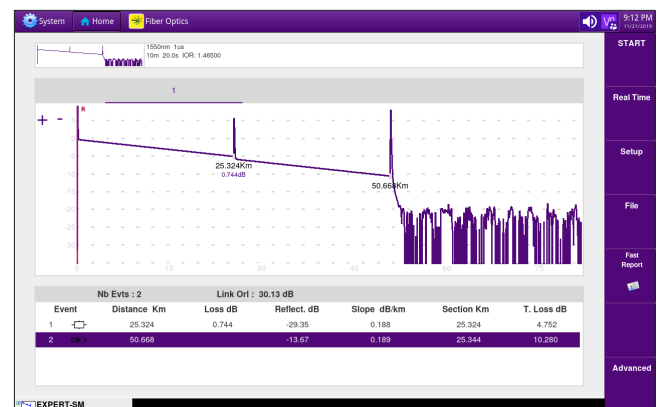 System Home Fiber Optics 9:12 PM
11/21/2019
START
1550nm 1us
10m 20.0s IOR: 1.46500
1
Real Time
+ - R
25.324Km
0.744dB
50.668Km
Setup
-10
-20
-30
0 15 30 45 60 75
File
Fast
Report
Nb Evts : 2 Link Orl : 30.13 dB
Event Distance Km Loss dB Reflect. dB Slope dB/km Section Km T. Loss dB
1 25.324 0.744 -29.35 0.188 25.324 4.752
2 50.668 -13.67 0.189 25.344 10.280
Advanced
EXPERT-SM